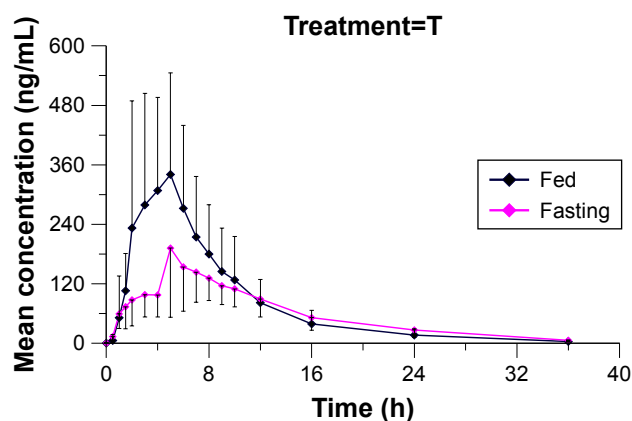 Treatment=T
Mean concentration (ng/mL)
600
480
360
240
120
0
0
8
16
24
32
40
Time (h)
Fed
Fasting